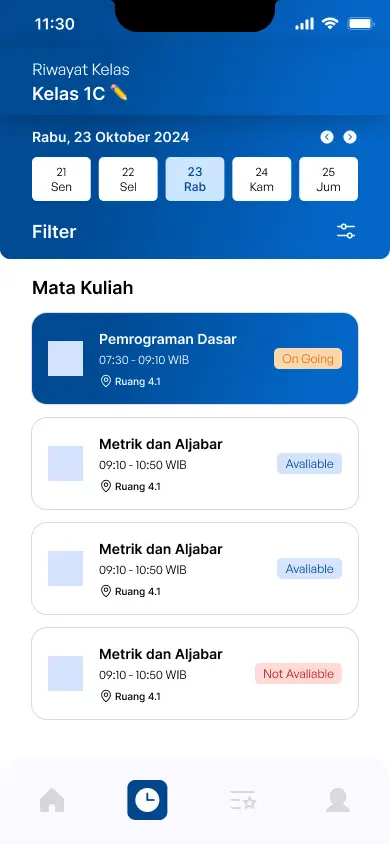 11:30
Riwayat Kelas
Kelas 1C ✏️
Rabu, 23 Oktober 2024
21 22 23 24 25
Sen Sel Rab Kam Jum
Filter
Mata Kuliah
Pemrograman Dasar
07:30 - 09:10 WIB
On Going
Ruang 4.1
Metrik dan Aljabar
09:10 - 10:50 WIB
Avaliable
Ruang 4.1
Metrik dan Aljabar
09:10 - 10:50 WIB
Avaliable
Ruang 4.1
Metrik dan Aljabar
09:10 - 10:50 WIB
Not Avaliable
Ruang 4.1